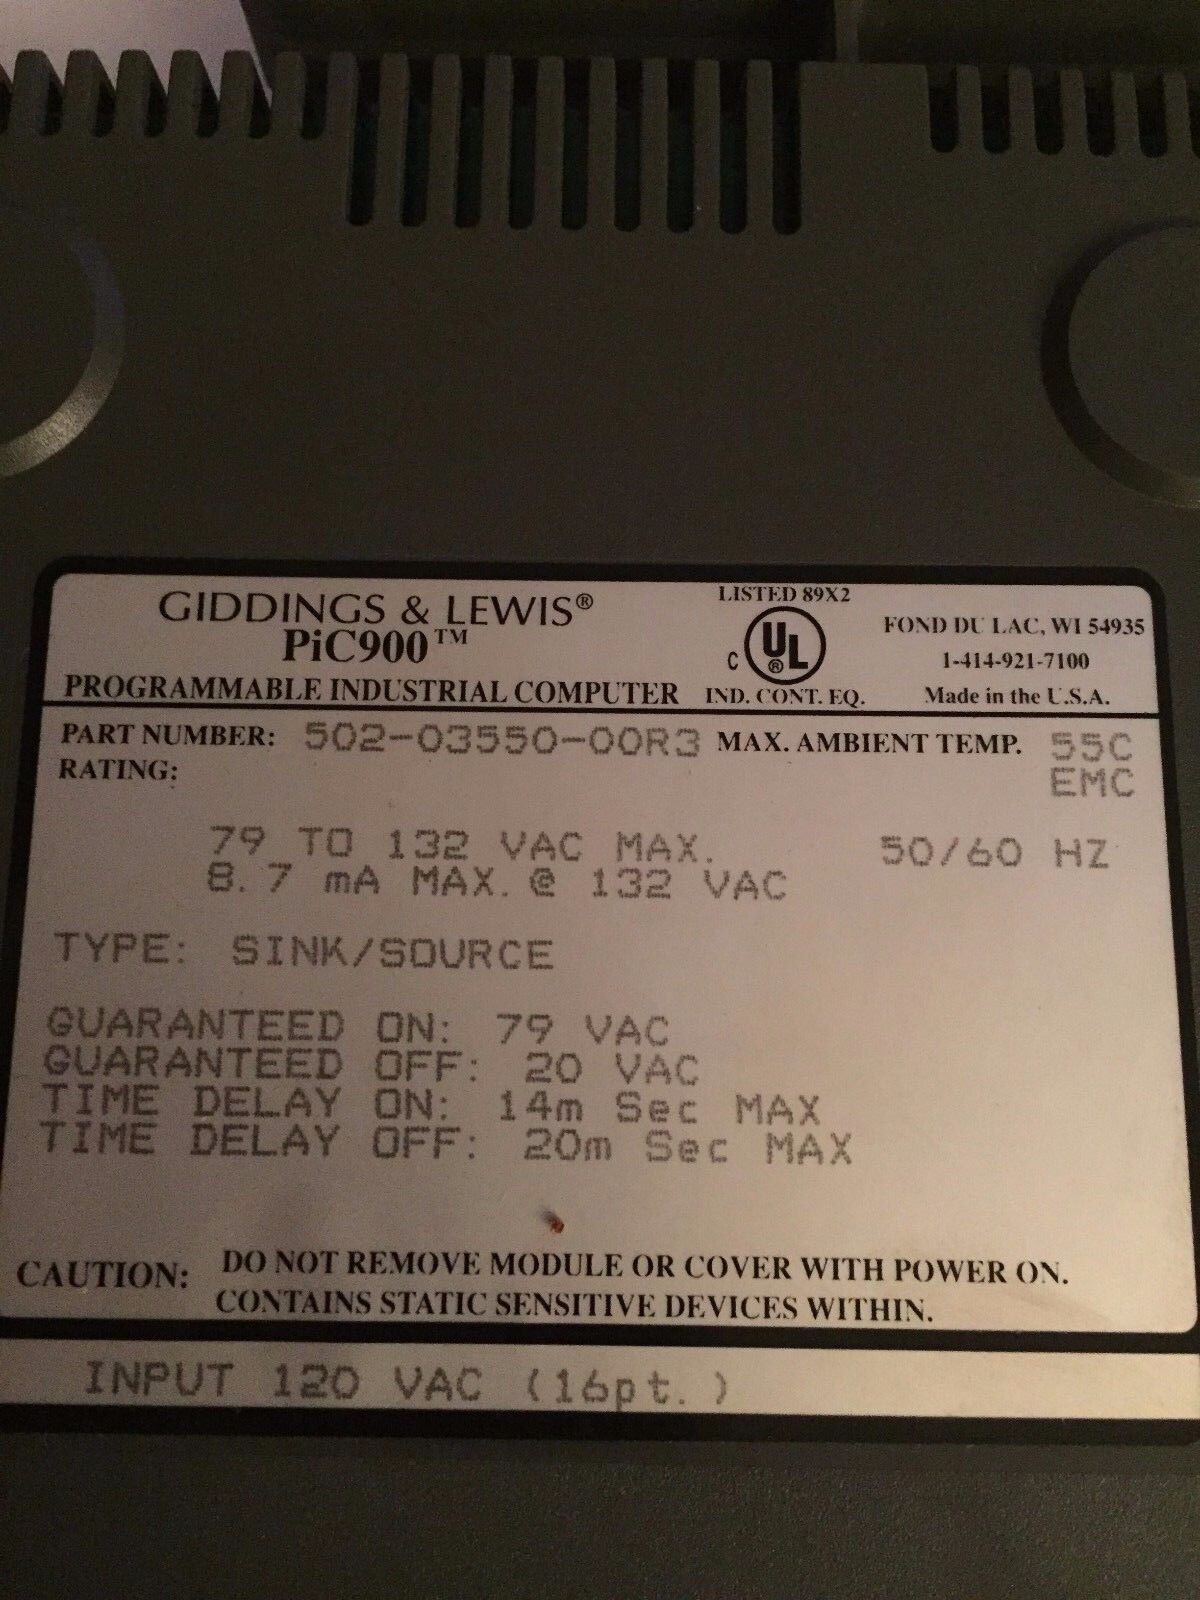 GIDDINGS & LEWIS®
PiC900™
PROGRAMMABLE INDUSTRIAL COMPUTER
LISTED 89X2
C UL ®
IND. CONT. EQ.
FOND DU LAC, WI 54935
1-414-921-7100
Made in the U.S.A.
PART NUMBER: 502-03550-00R3 MAX. AMBIENT TEMP. 55C
RATING: EMC
79 TO 132 VAC MAX. 50/60 HZ
8.7 mA MAX. @ 132 VAC
TYPE: SINK/SOURCE
GUARANTEED ON: 79 VAC
GUARANTEED OFF: 20 VAC
TIME DELAY ON: 14m Sec MAX
TIME DELAY OFF: 20m Sec MAX
CAUTION: DO NOT REMOVE MODULE OR COVER WITH POWER ON.
CONTAINS STATIC SENSITIVE DEVICES WITHIN.
INPUT 120 VAC (16pt.)